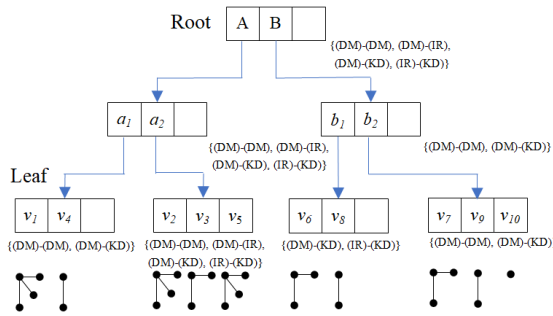 Root
A B
{(DM)-(DM), (DM)-(IR),
(DM)-(KD), (IR)-(KD)}
a1 a2
b1 b2
{(DM)-(DM), (DM)-(IR),
(DM)-(KD), (IR)-(KD)}
{(DM)-(DM), (DM)-(KD)}
Leaf
v1 v4
v2 v3 v5
v6 v8
v7 v9 v10
{(DM)-(DM), (DM)-(KD)}
{(DM)-(DM), (DM)-(IR),
(DM)-(KD), (IR)-(KD)}
{(DM)-(KD), (IR)-(KD)}
{(DM)-(DM), (DM)-(KD)}